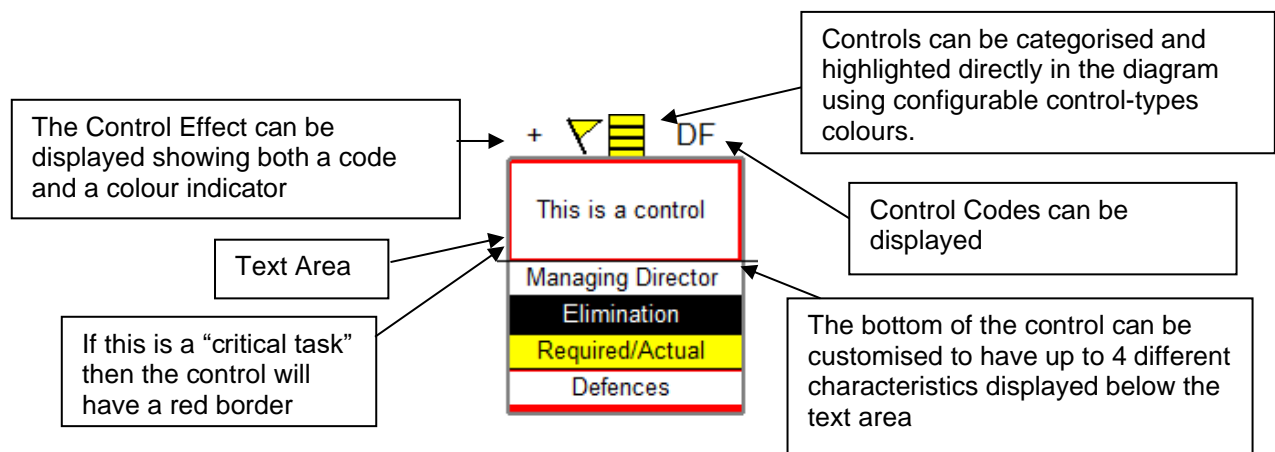 Controls can be categorised and
highlighted directly in the diagram
using configurable control-types
colours.
The Control Effect can be
displayed showing both a code
and a colour indicator
+ DF
This is a control
Control Codes can be
displayed
Text Area
Managing Director
Elimination
Required/Actual
Defences
If this is a “critical task”
then the control will
have a red border
The bottom of the control can be
customised to have up to 4 different
characteristics displayed below the
text area